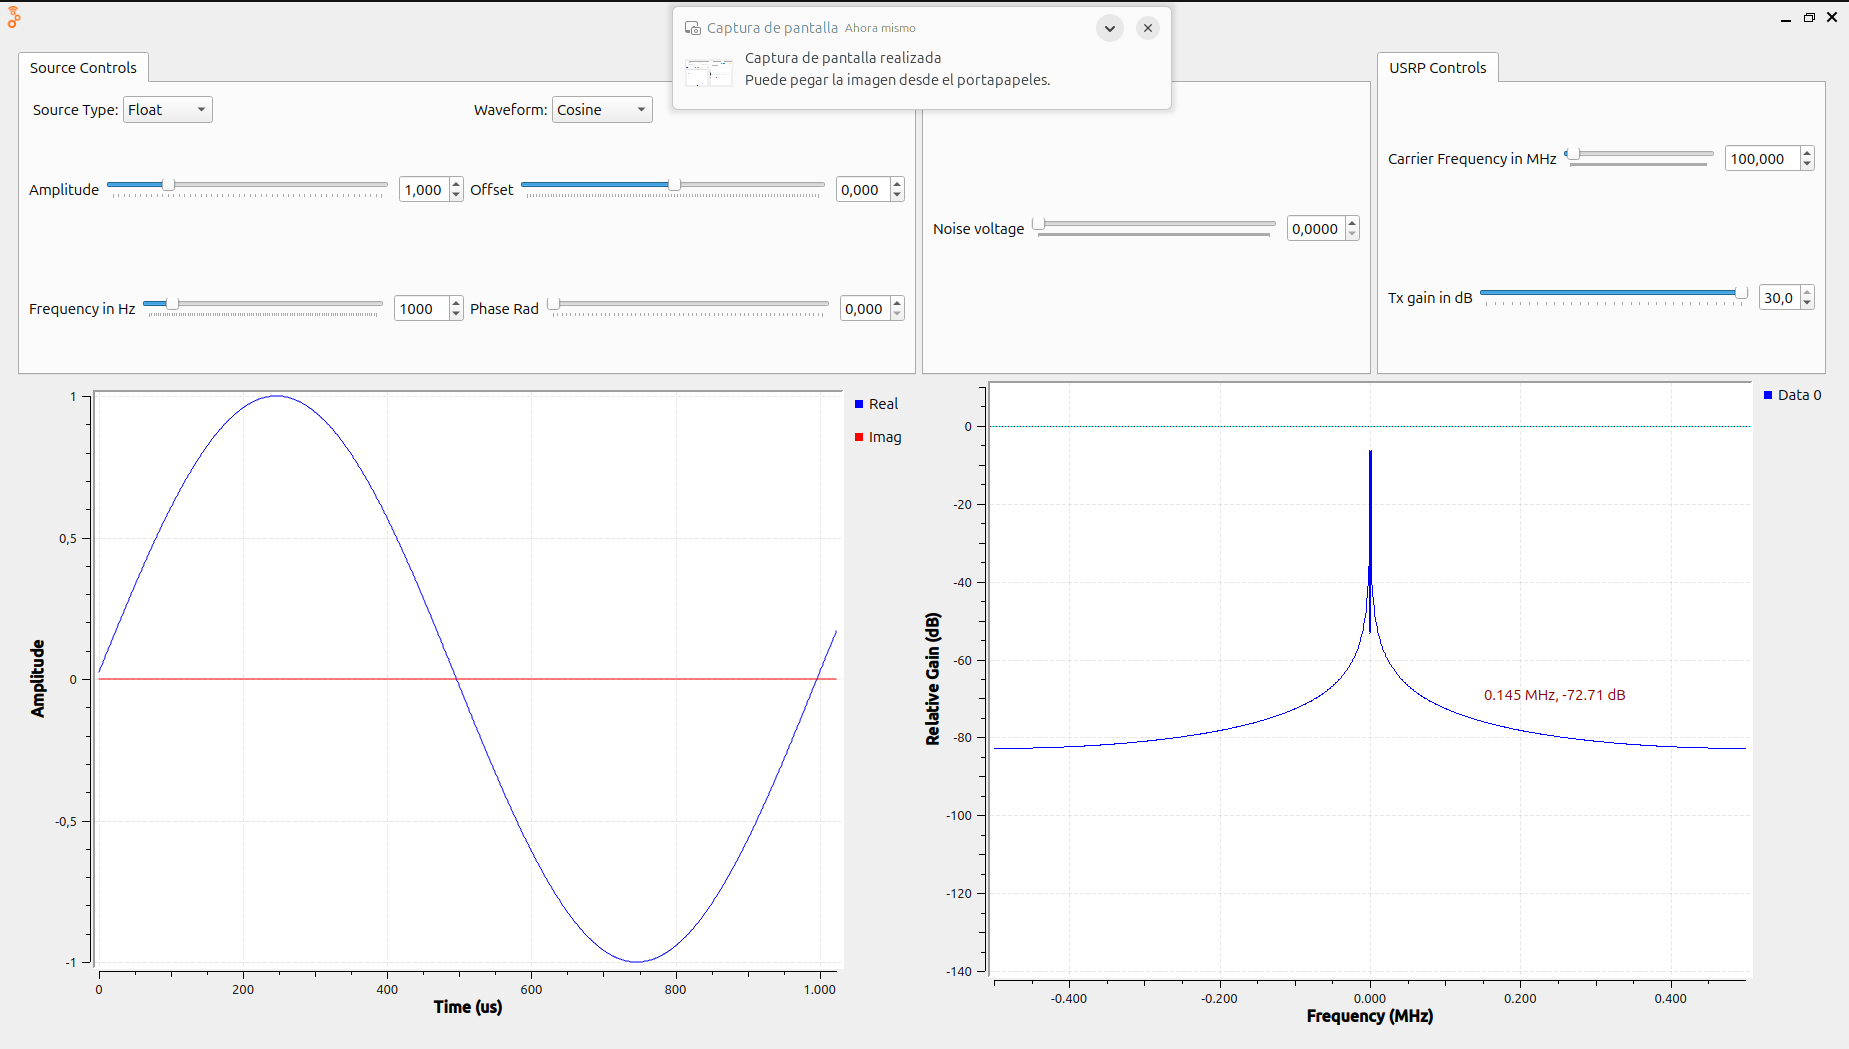 Captura de pantalla Ahora mismo
Captura de pantalla realizada
Puede pegar la imagen desde el portapapeles.
Source Controls
Source Type: Float
Waveform: Cosine
Amplitude 1,000
Offset 0,000
Frequency in Hz 1000
Phase Rad 0,000
Noise voltage 0,0000
USRP Controls
Carrier Frequency in MHz 100,000
Tx gain in dB 30,0
1
0,5
0
-0,5
-1
Amplitude
0 200 400 600 800 1.000
Time (us)
Real
Imag
0
-20
-40
-60
-80
-100
-120
-140
Relative Gain (dB)
0.145 MHz, -72.71 dB
-0.400 -0.200 0.000 0.200 0.400
Frequency (MHz)
Data 0